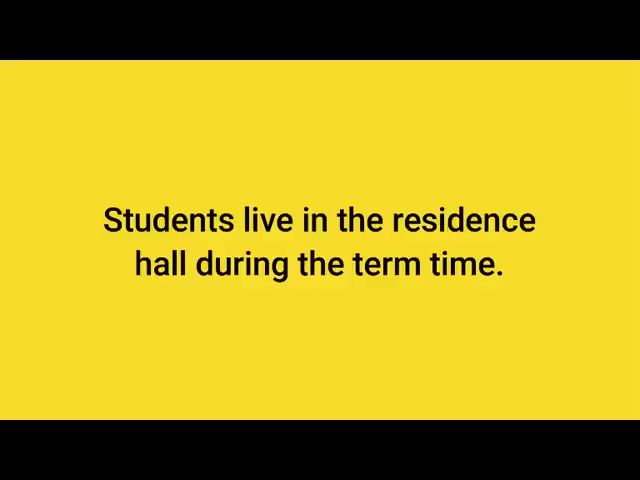 Students live in the residence
hall during the term time.